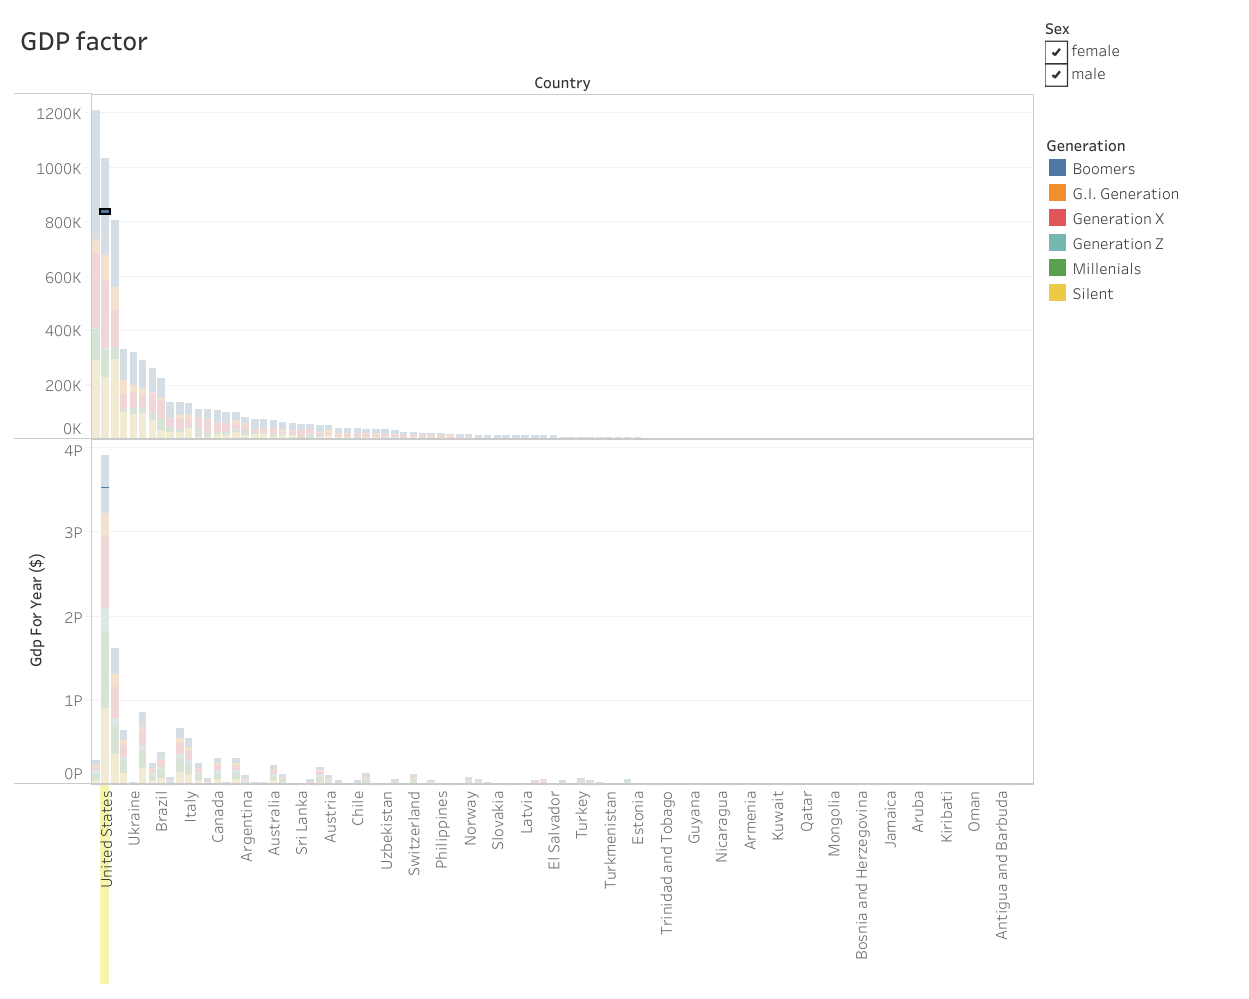 GDP factor
Sex
female
male
Country
Generation
Boomers
G.I. Generation
Generation X
Generation Z
Millenials
Silent
1200K
1000K
800K
600K
400K
200K
0K
Gdp For Year ($)
4P
3P
2P
1P
0P
United States
Ukraine
Brazil
Italy
Canada
Argentina
Australia
Sri Lanka
Austria
Chile
Uzbekistan
Switzerland
Philippines
Norway
Slovakia
Latvia
El Salvador
Turkey
Turkmenistan
Estonia
Trinidad and Tobago
Guyana
Nicaragua
Armenia
Kuwait
Qatar
Mongolia
Bosnia and Herzegovina
Jamaica
Aruba
Kiribati
Oman
Antigua and Barbuda